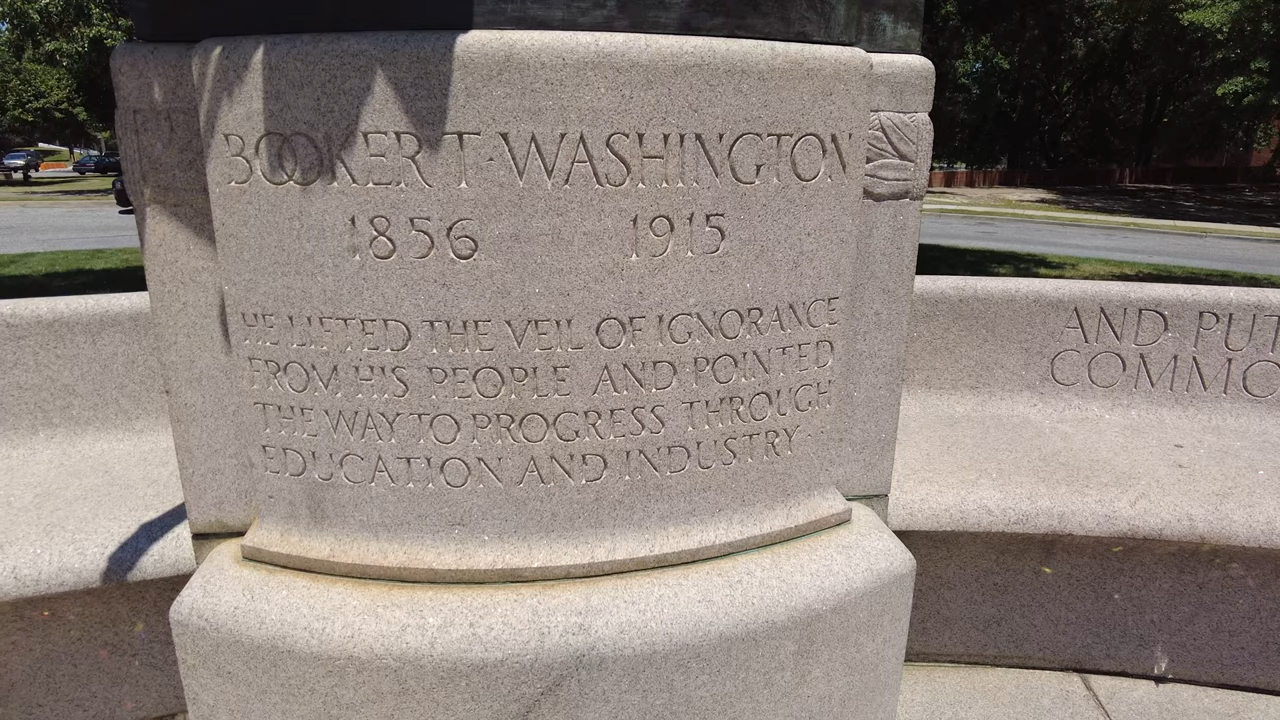 BOOKER T · WASHINGTON
1856 1915
HE LIFTED THE VEIL OF IGNORANCE
FROM HIS PEOPLE AND POINTED
THE WAY TO PROGRESS THROUGH
EDUCATION AND INDUSTRY ·
AND PUT
COMMO